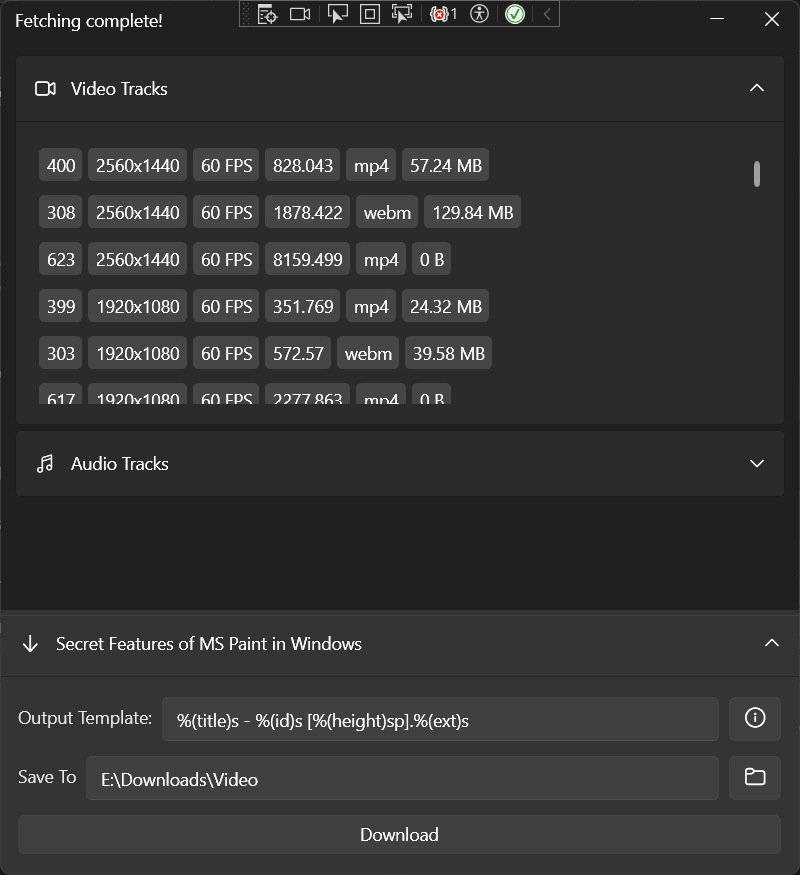 Fetching complete!
1
Video Tracks
400 2560x1440 60 FPS 828.043 mp4 57.24 MB
308 2560x1440 60 FPS 1878.422 webm 129.84 MB
623 2560x1440 60 FPS 8159.499 mp4 0 B
399 1920x1080 60 FPS 351.769 mp4 24.32 MB
303 1920x1080 60 FPS 572.57 webm 39.58 MB
617 1920x1080 60 FPS 2277.863 mp4 0 B
Audio Tracks
Secret Features of MS Paint in Windows
Output Template: %(title)s - %(id)s [%(height)sp].%(ext)s
Save To E:\Downloads\Video
Download